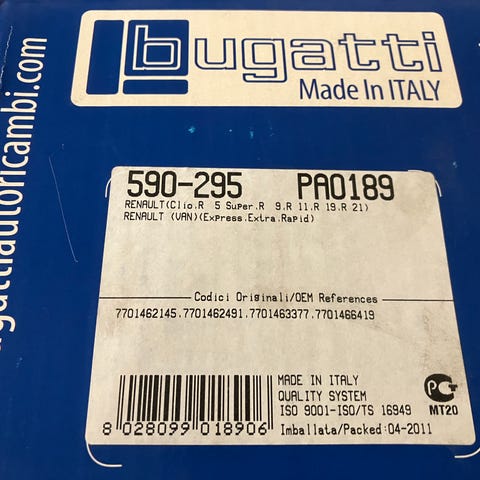 bugatti
Made In ITALY
gattiautoricambi.com
590-295 PA0189
RENAULT(Clio.R 5 Super.R 9.R 11.R 19.R 21)
RENAULT (VAN)(Express.Extra.Rapid)
Codici Originali/OEM References
7701462145.7701462491.7701463377.7701466419
MADE IN ITALY
QUALITY SYSTEM
ISO 9001-ISO/TS 16949
Imballata/Packed:04-2011
8 028099 018906
PCT
MT20